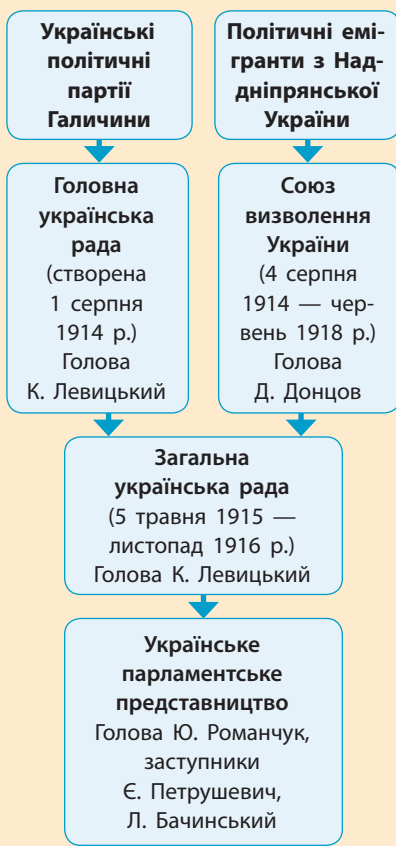 Українські
політичні
партії
Галичини
Політичні емі-
гранти з Над-
дніпрянської
України
Головна
українська
рада
(створена
1 серпня
1914 р.)
Голова
К. Левицький
Союз
визволення
України
(4 серпня
1914 — чер-
вень 1918 р.)
Голова
Д. Донцов
Загальна
українська рада
(5 травня 1915 —
листопад 1916 р.)
Голова К. Левицький
Українське
парламентське
представництво
Голова Ю. Романчук,
заступники
Є. Петрушевич,
Л. Бачинський